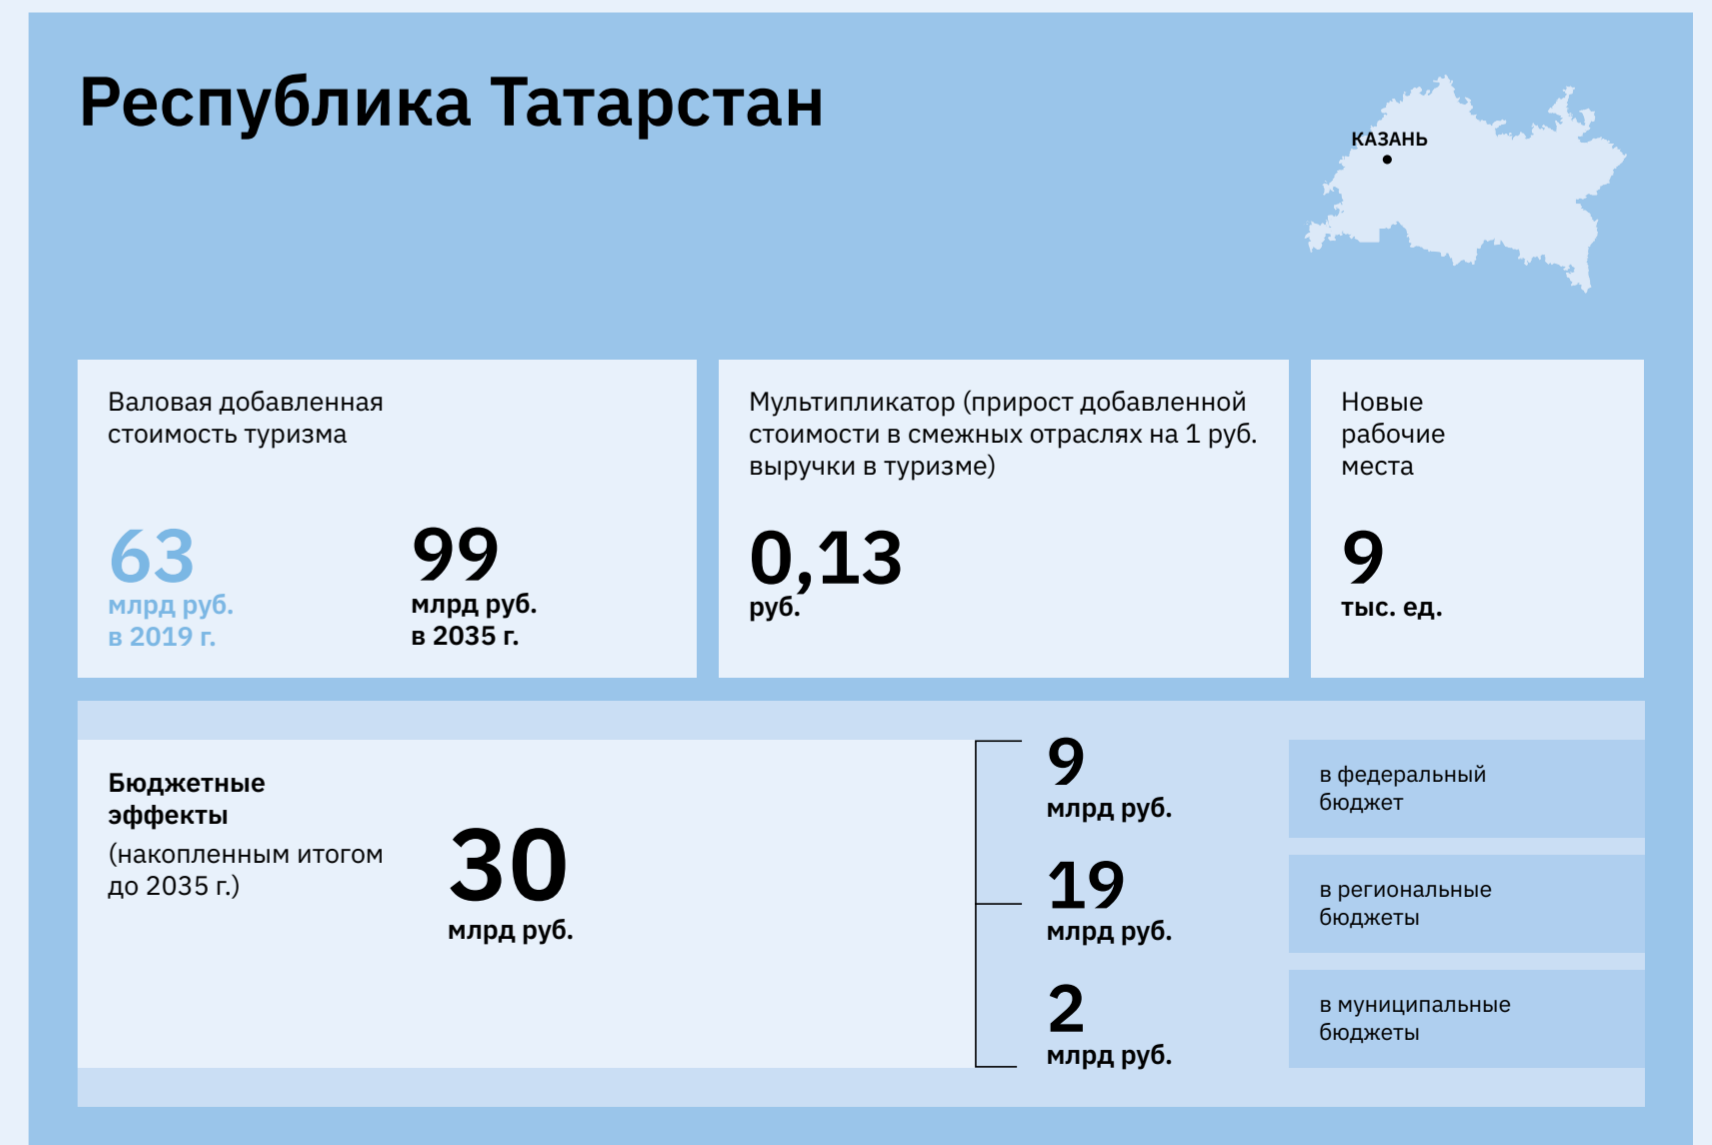 Республика Татарстан
КАЗАНЬ
Валовая добавленная
стоимость туризма
63
млрд руб.
в 2019 г.
99
млрд руб.
в 2035 г.
Мультипликатор (прирост добавленной
стоимости в смежных отраслях на 1 руб.
выручки в туризме)
0,13
руб.
Новые
рабочие
места
9
тыс. ед.
Бюджетные
эффекты
(накопленным итогом
до 2035 г.)
30
млрд руб.
9
млрд руб.
в федеральный
бюджет
19
млрд руб.
в региональные
бюджеты
2
млрд руб.
в муниципальные
бюджеты